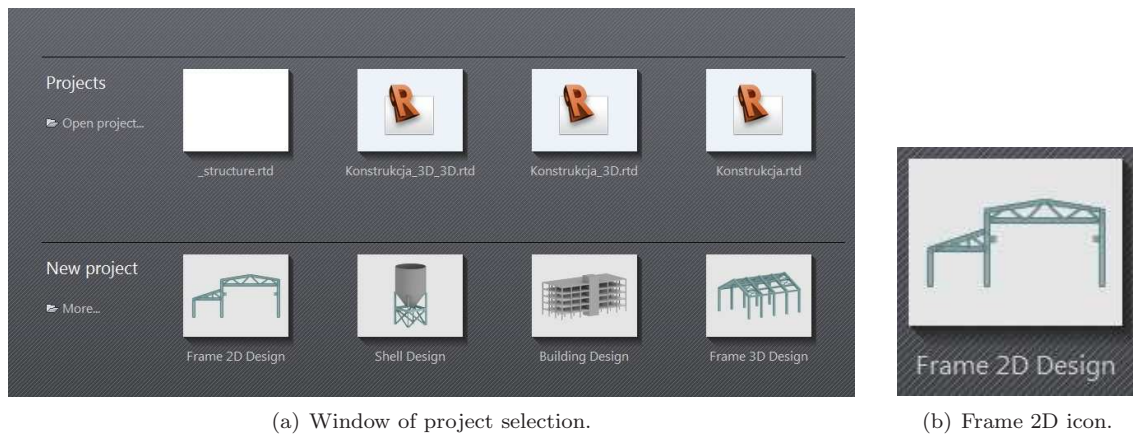 Projects
Open project...
_structure.rtd
Konstrukcja_3D_3D.rtd
Konstrukcja_3D.rtd
Konstrukcja.rtd
New project
More...
Frame 2D Design
Shell Design
Building Design
Frame 3D Design
(a) Window of project selection.
Frame 2D Design
(b) Frame 2D icon.